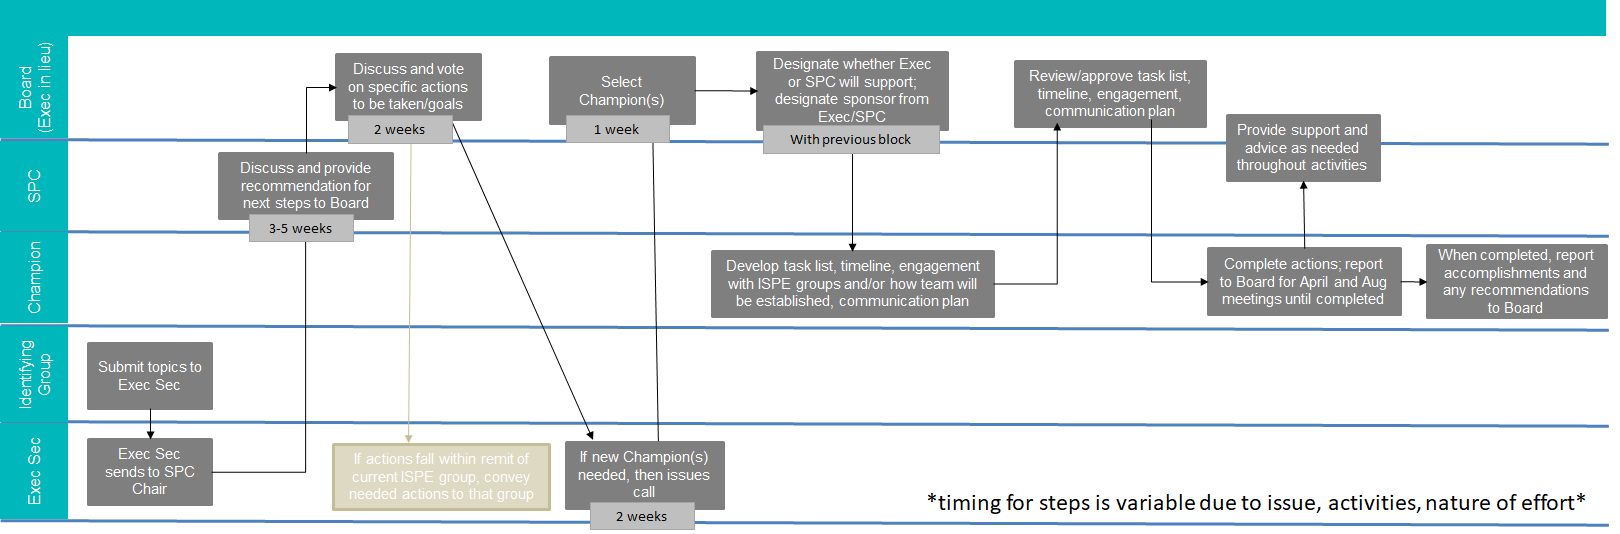 Board
(Exec in lieu)
Discuss and vote
on specific actions
to be taken/goals
2 weeks
Select
Champion(s)
1 week
Designate whether Exec
or SPC will support;
designate sponsor from
Exec/SPC
With previous block
Review/approve task list,
timeline, engagement,
communication plan
Provide support and
advice as needed
throughout activities
SPC
Discuss and provide
recommendation for
next steps to Board
3-5 weeks
Champion
Develop task list, timeline, engagement
with ISPE groups and/or how team will
be established, communication plan
Complete actions; report
to Board for April and Aug
meetings until completed
When completed, report
accomplishments and
any recommendations
to Board
Identifying
Group
Submit topics to
Exec Sec
Exec Sec
Exec Sec
sends to SPC
Chair
If actions fall within remit of
current ISPE group, convey
needed actions to that group
If new Champion(s)
needed, then issues
call
2 weeks
*timing for steps is variable due to issue, activities, nature of effort*